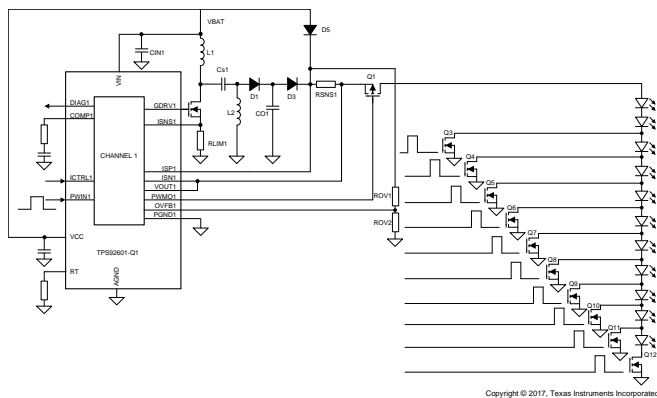 VBAT
D5
CIN1
L1
Cs1
Q1
VIN
D1
D3
RSNS1
DIAG1
GDRV1
L2
CO1
COMP1
ISNS1
Q3
RLIM1
CHANNEL 1
Q4
ISP1
ICTRL1
ISN1
Q5
VOUT1
ROV1
PWIN1
PWMO1
OVFB1
Q6
PGND1
ROV2
VCC
Q7
TPS92601-Q1
Q8
RT
AGND
Q9
Q10
Q11
Q12
Copyright © 2017, Texas Instruments Incorporated